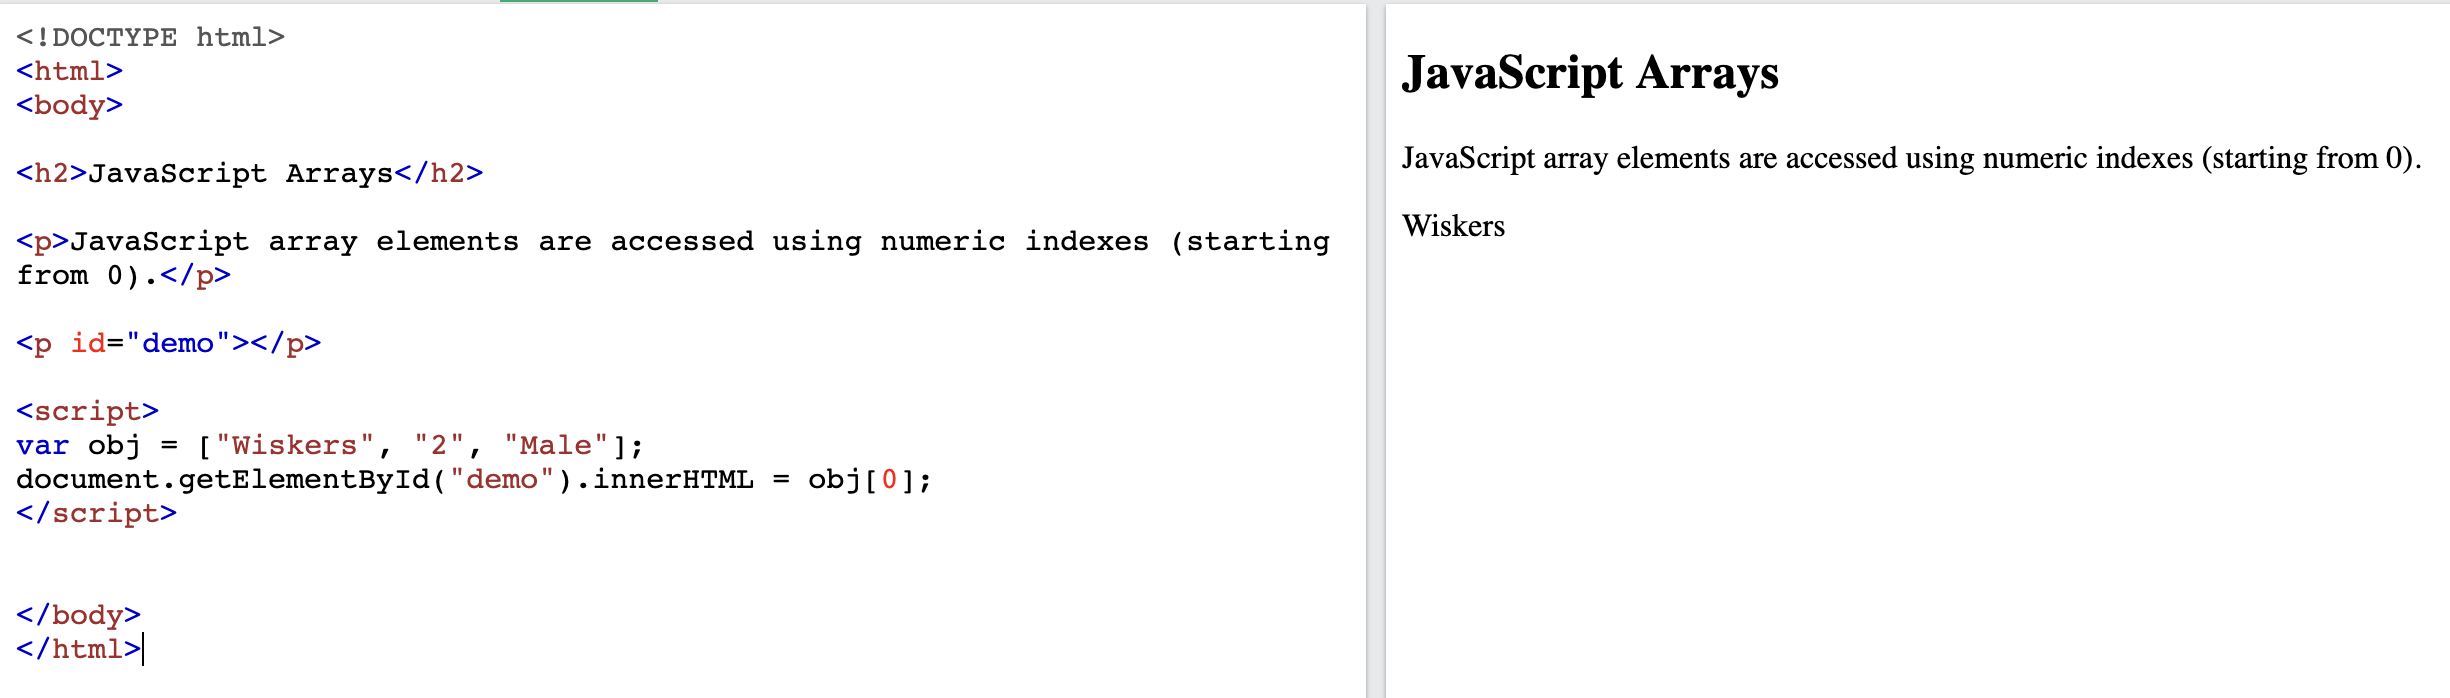 <!DOCTYPE html>
<html>
<body>
<h2>JavaScript Arrays</h2>
<p>JavaScript array elements are accessed using numeric indexes (starting
from 0).</p>
<p id="demo"></p>
<script>
var obj = ["Wiskers", "2", "Male"];
document.getElementById("demo").innerHTML = obj[0];
</script>
</body>
</html>
JavaScript Arrays
JavaScript array elements are accessed using numeric indexes (starting from 0).
Wiskers